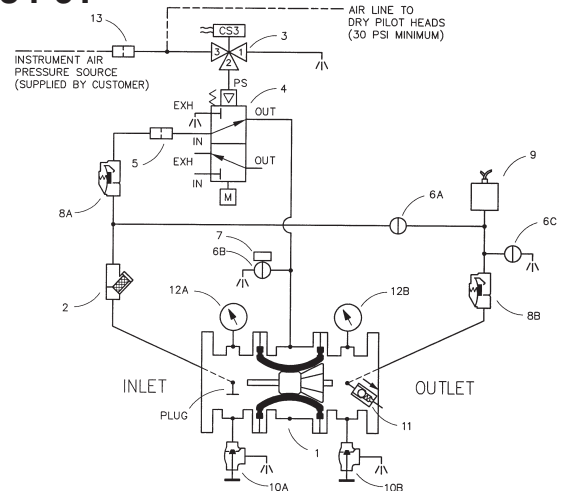 13
CS3
3
3
1
2
AIR LINE TO
DRY PILOT HEADS
(30 PSI MINIMUM)
INSTRUMENT AIR
PRESSURE SOURCE
(SUPPLIED BY CUSTOMER)
PS
4
EXH
OUT
IN
5
EXH
OUT
IN
M
8A
9
6A
7
6B
6C
2
12A
12B
8B
INLET
OUTLET
PLUG
11
1
10A
10B